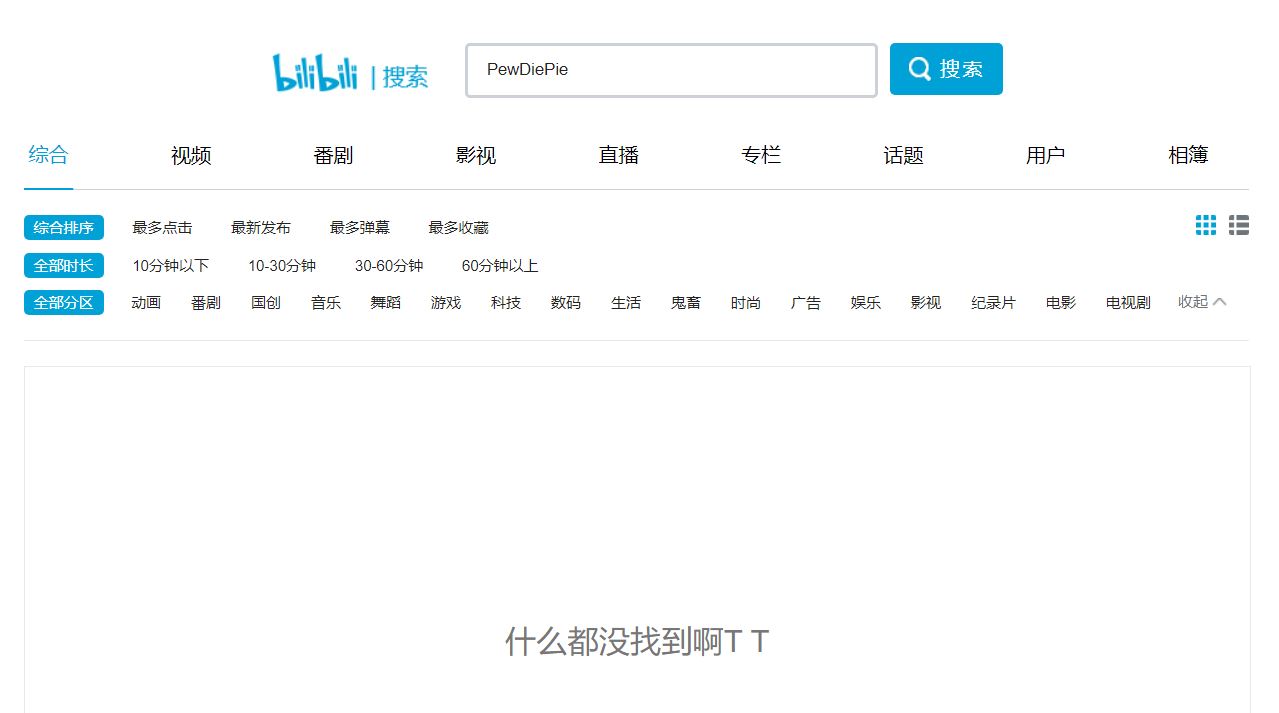 bilibili | 搜索 PewDiePie 搜索
综合 视频 番剧 影视 直播 专栏 话题 用户 相簿
综合排序 最多点击 最新发布 最多弹幕 最多收藏
全部时长 10分钟以下 10-30分钟 30-60分钟 60分钟以上
全部分区 动画 番剧 国创 音乐 舞蹈 游戏 科技 数码 生活 鬼畜 时尚 广告 娱乐 影视 纪录片 电影 电视剧 收起
什么都没找到啊T T